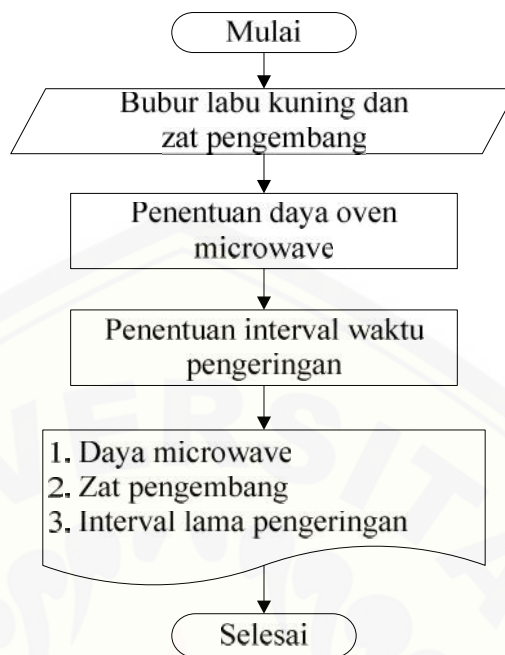 Mulai
Bubur labu kuning dan
zat pengembang
Penentuan daya oven
microwave
Penentuan interval waktu
pengeringan
1. Daya microwave
2. Zat pengembang
3. Interval lama pengeringan
Selesai